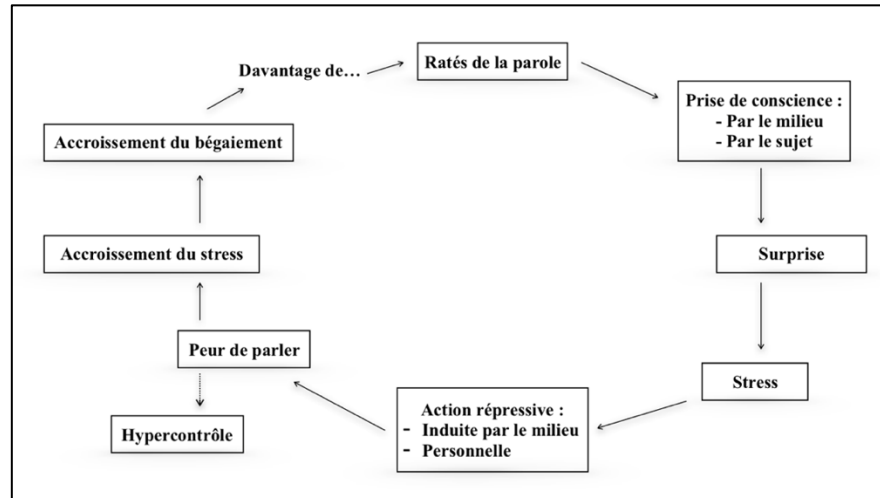 Davantage de…
Ratés de la parole
Prise de conscience :
- Par le milieu
- Par le sujet
Surprise
Stress
Action répressive :
- Induite par le milieu
- Personnelle
Peur de parler
Hypercontrôle
Accroissement du stress
Accroissement du bégaiement